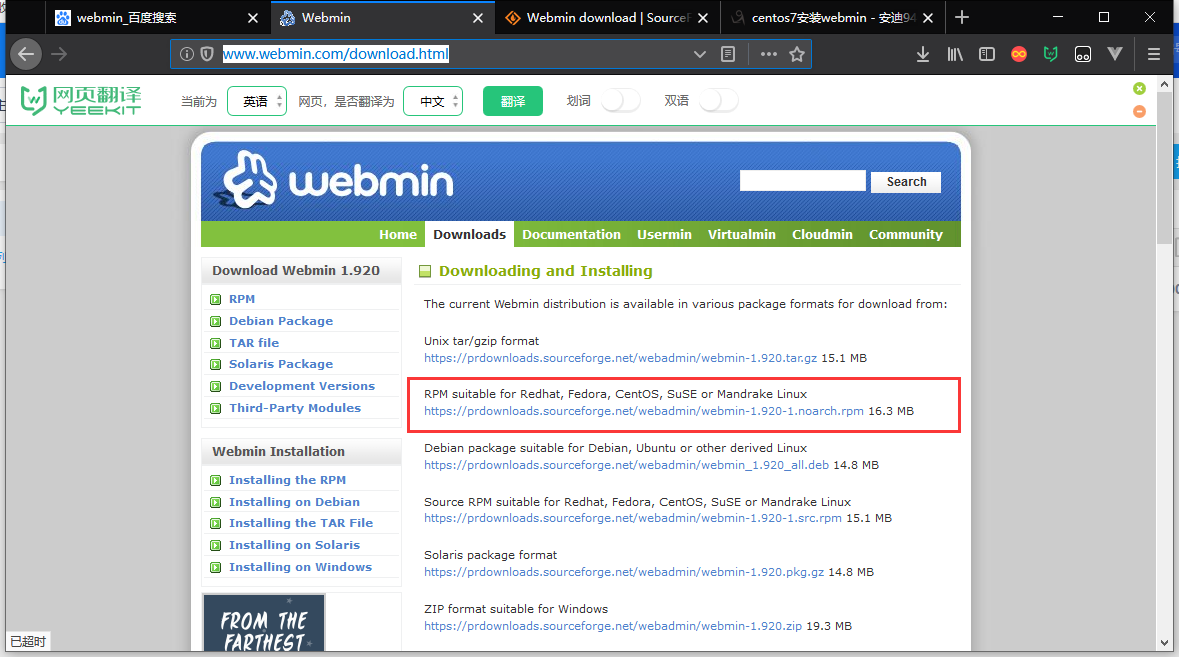 webmin_百度搜索
Webmin
Webmin download | SourceF
centos7安装webmin - 安迪94
www.webmin.com/download.html
网页翻译
YEEKIT
当前为 英语 网页，是否翻译为 中文 翻译 划词 双语
webmin
Search
Home Downloads Documentation Usermin Virtualmin Cloudmin Community
Download Webmin 1.920
RPM
Debian Package
TAR file
Solaris Package
Development Versions
Third-Party Modules
Webmin Installation
Installing the RPM
Installing on Debian
Installing the TAR File
Installing on Solaris
Installing on Windows
FROM THE
FARTHEST
Downloading and Installing
The current Webmin distribution is available in various package formats for download from:
Unix tar/gzip format
https://prdownloads.sourceforge.net/webadmin/webmin-1.920.tar.gz 15.1 MB
RPM suitable for Redhat, Fedora, CentOS, SuSE or Mandrake Linux
https://prdownloads.sourceforge.net/webadmin/webmin-1.920-1.noarch.rpm 16.3 MB
Debian package suitable for Debian, Ubuntu or other derived Linux
https://prdownloads.sourceforge.net/webadmin/webmin_1.920_all.deb 14.8 MB
Source RPM suitable for Redhat, Fedora, CentOS, SuSE or Mandrake Linux
https://prdownloads.sourceforge.net/webadmin/webmin-1.920-1.src.rpm 15.1 MB
Solaris package format
https://prdownloads.sourceforge.net/webadmin/webmin-1.920.pkg.gz 14.8 MB
ZIP format suitable for Windows
https://prdownloads.sourceforge.net/webadmin/webmin-1.920.zip 19.3 MB
已超时